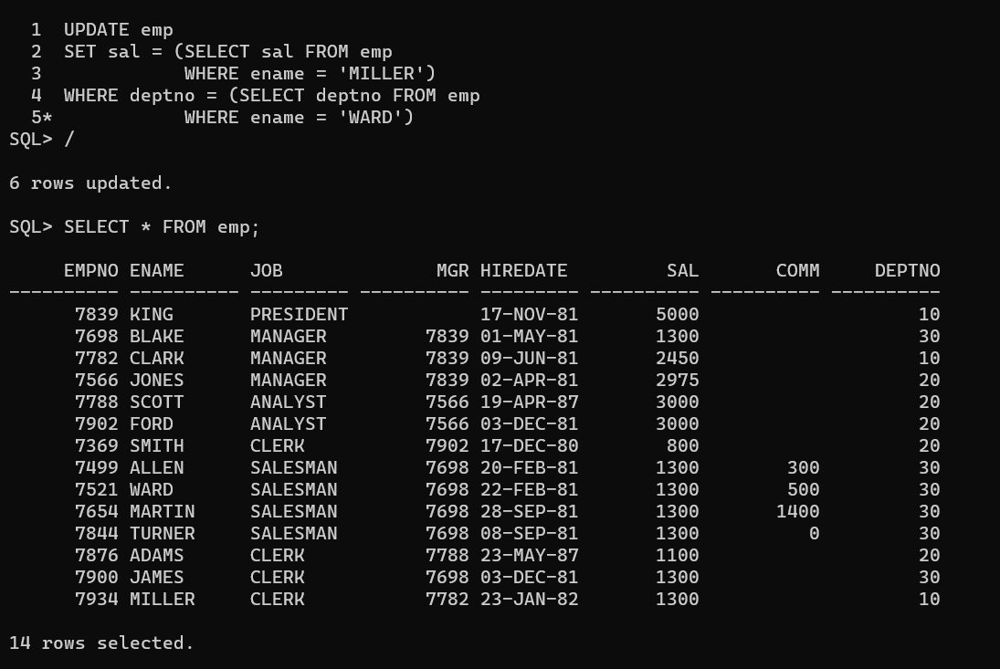 1  UPDATE emp
  2  SET sal = (SELECT sal FROM emp
  3             WHERE ename = 'MILLER')
  4  WHERE deptno = (SELECT deptno FROM emp
  5*            WHERE ename = 'WARD')
SQL> /

6 rows updated.

SQL> SELECT * FROM emp;

     EMPNO ENAME      JOB              MGR HIREDATE         SAL       COMM     DEPTNO
---------- ---------- --------- ---------- --------- ---------- ---------- ----------
      7839 KING       PRESIDENT            17-NOV-81       5000                    10
      7698 BLAKE      MANAGER         7839 01-MAY-81       1300                    30
      7782 CLARK      MANAGER         7839 09-JUN-81       2450                    10
      7566 JONES      MANAGER         7839 02-APR-81       2975                    20
      7788 SCOTT      ANALYST         7566 19-APR-87       3000                    20
      7902 FORD       ANALYST         7566 03-DEC-81       3000                    20
      7369 SMITH      CLERK           7902 17-DEC-80        800                    20
      7499 ALLEN      SALESMAN        7698 20-FEB-81       1300        300         30
      7521 WARD       SALESMAN        7698 22-FEB-81       1300        500         30
      7654 MARTIN     SALESMAN        7698 28-SEP-81       1300       1400         30
      7844 TURNER     SALESMAN        7698 08-SEP-81       1300          0         30
      7876 ADAMS      CLERK           7788 23-MAY-87       1100                    20
      7900 JAMES      CLERK           7698 03-DEC-81       1300                    30
      7934 MILLER     CLERK           7782 23-JAN-82       1300                    10

14 rows selected.